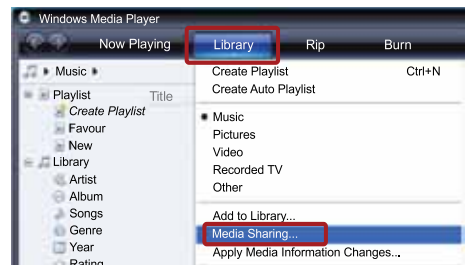 Windows Media Player
Now Playing Library Rip Burn
Music
Playlist Title
Create Playlist
Favour
New
Library
Artist
Album
Songs
Genre
Year
Rating
Create Playlist Ctrl+N
Create Auto Playlist
Music
Pictures
Video
Recorded TV
Other
Add to Library...
Media Sharing...
Apply Media Information Changes...